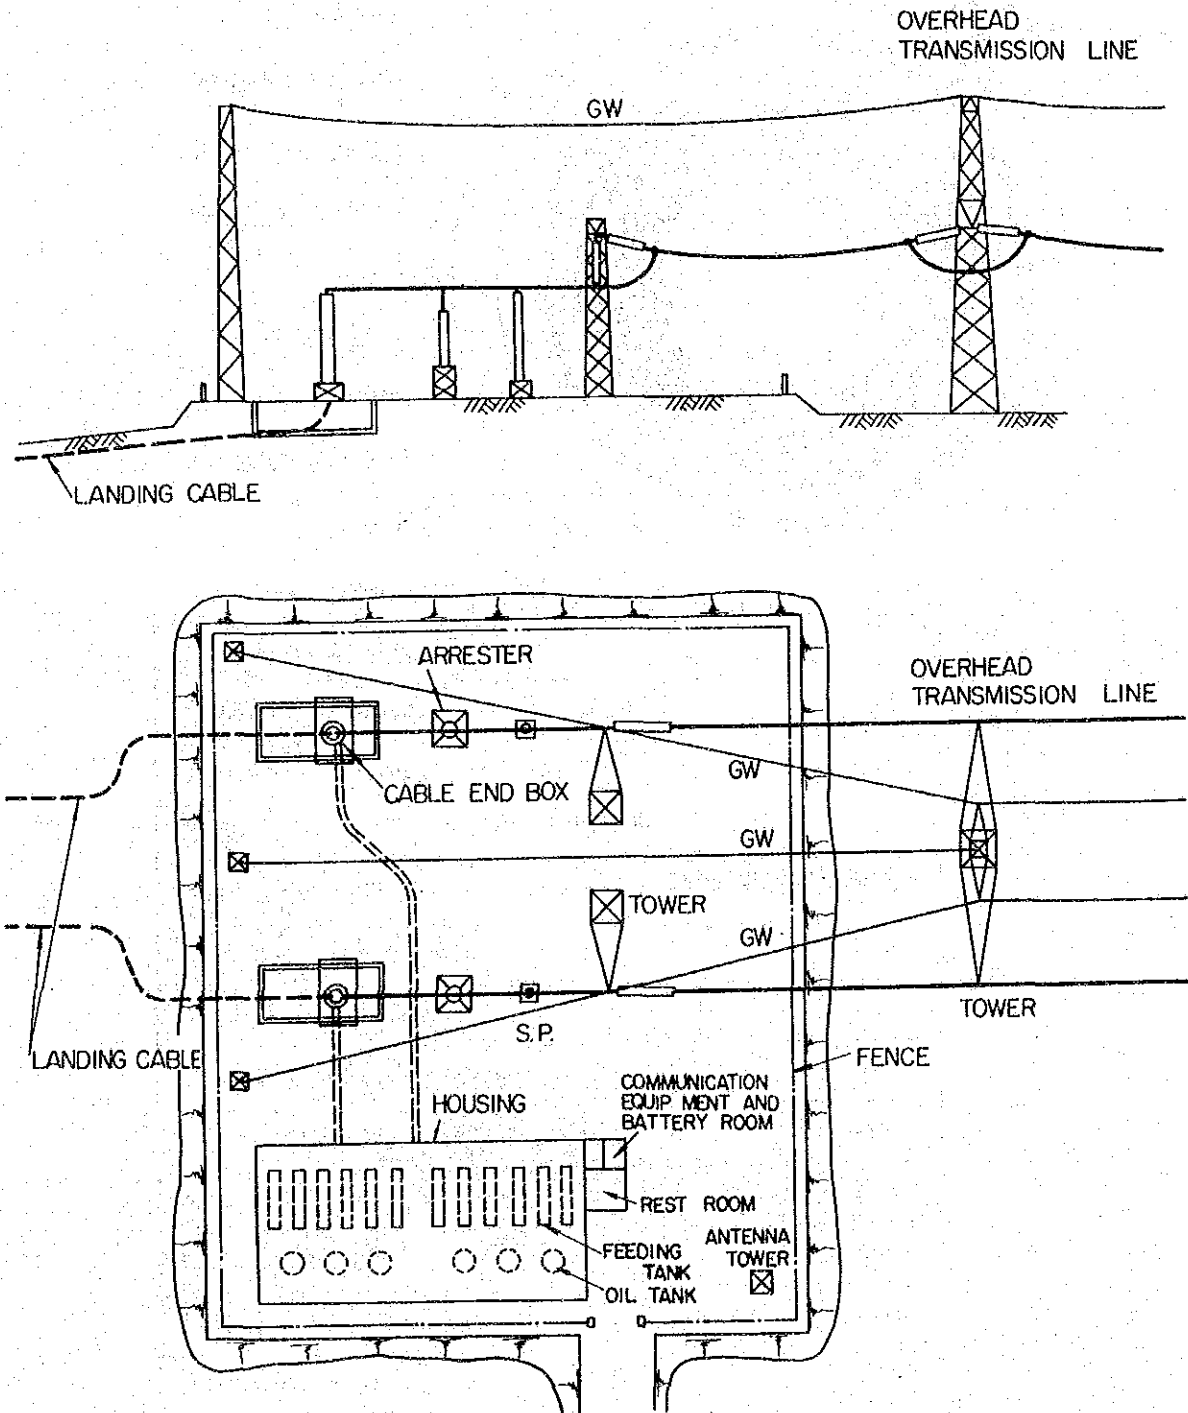 OVERHEAD
TRANSMISSION LINE
GW
LANDING CABLE
ARRESTER
OVERHEAD
TRANSMISSION LINE
GW
CABLE END BOX
GW
TOWER
GW
TOWER
S.P.
LANDING CABLE
FENCE
COMMUNICATION
EQUIP MENT AND
BATTERY ROOM
HOUSING
REST ROOM
ANTENNA
TOWER
FEEDING
TANK
OIL TANK